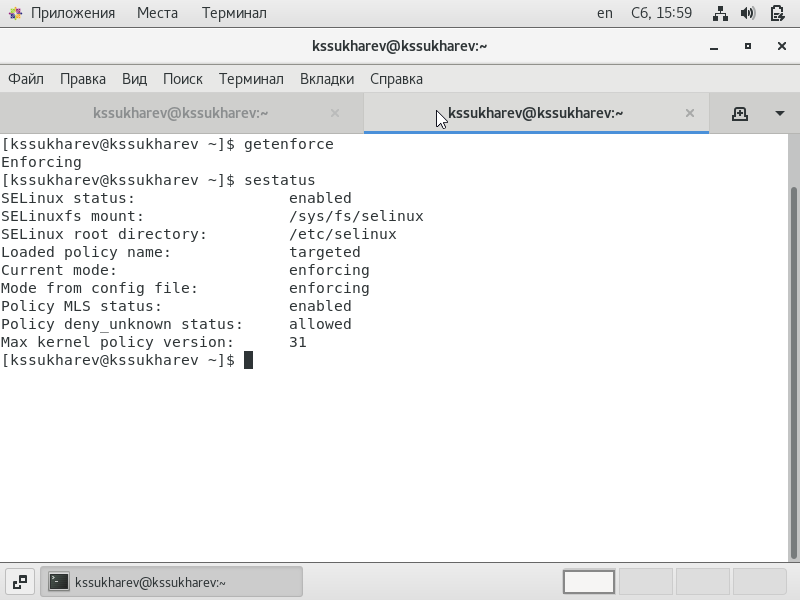 Приложения Места Терминал en Сб, 15:59
kssukharev@kssukharev:~
Файл Правка Вид Поиск Терминал Вкладки Справка
kssukharev@kssukharev:~ kssukharev@kssukharev:~
[kssukharev@kssukharev ~]$ getenforce
Enforcing
[kssukharev@kssukharev ~]$ sestatus
SELinux status:                 enabled
SELinuxfs mount:                /sys/fs/selinux
SELinux root directory:         /etc/selinux
Loaded policy name:             targeted
Current mode:                   enforcing
Mode from config file:          enforcing
Policy MLS status:              enabled
Policy deny_unknown status:     allowed
Max kernel policy version:      31
[kssukharev@kssukharev ~]$
kssukharev@kssukharev:~